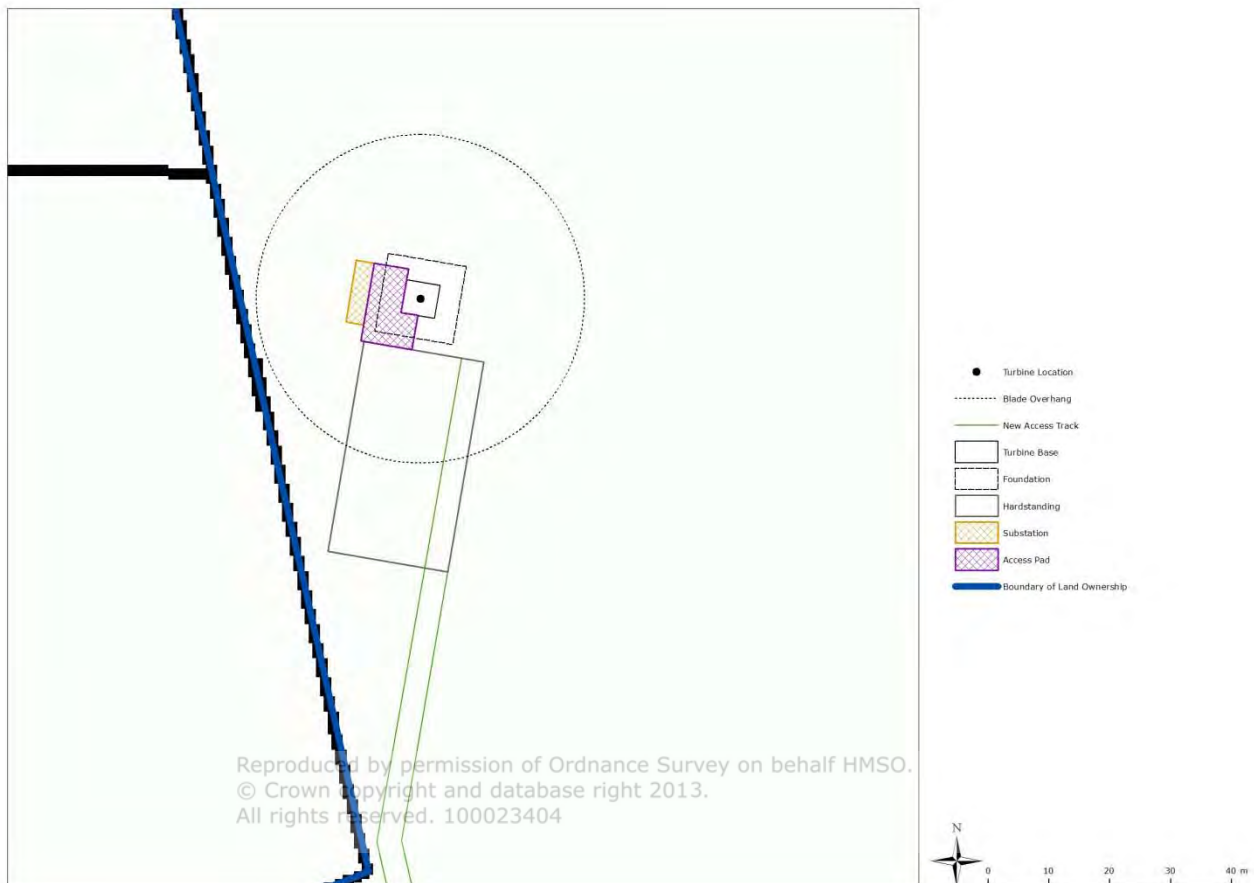 Turbine Location
Blade Overhang
New Access Track
Turbine Base
Foundation
Hardstanding
Substation
Access Pad
Boundary of Land Ownership
Reproduced by permission of Ordnance Survey on behalf HMSO.
© Crown copyright and database right 2013.
All rights reserved. 100023404
N
0 10 20 30 40 m